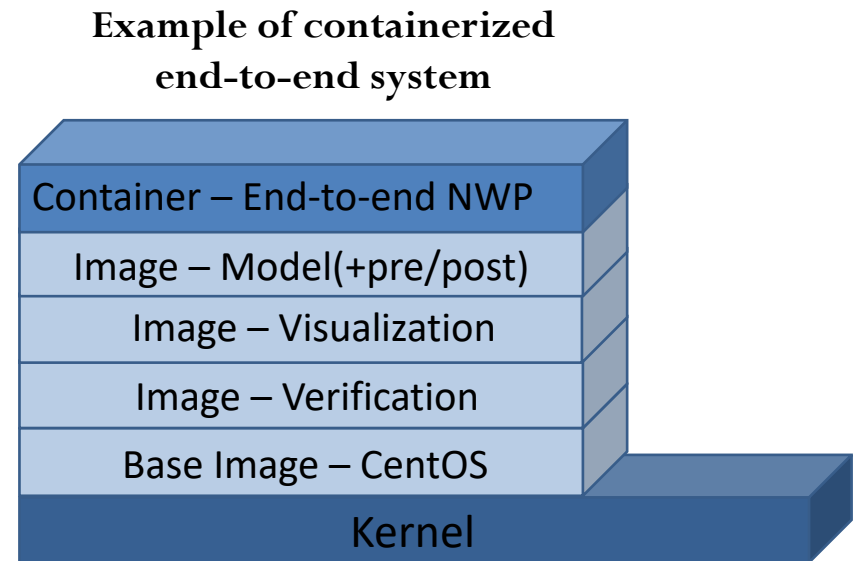 Example of containerized
end-to-end system
Container – End-to-end NWP
Image – Model(+pre/post)
Image – Visualization
Image – Verification
Base Image – CentOS
Kernel